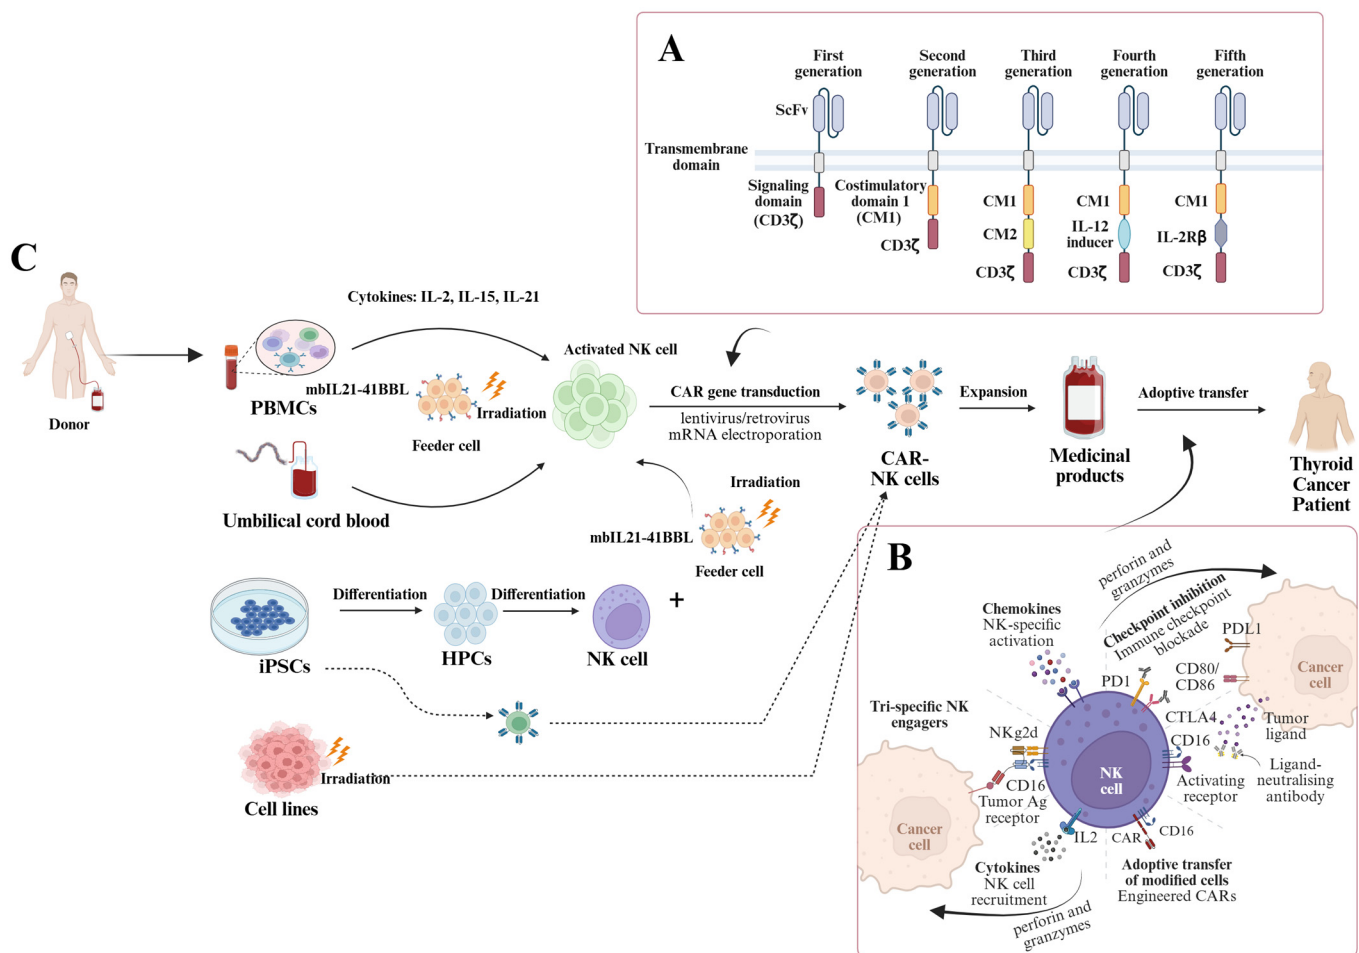 A
First
generation
Second
generation
Third
generation
Fourth
generation
Fifth
generation
ScFv
Transmembrane
domain
Signaling
domain
(CD3ζ)
Costimulatory
domain 1
(CM1)
CD3ζ
CM1
CM2
CD3ζ
CM1
IL-12
inducer
CD3ζ
CM1
IL-2Rβ
CD3ζ
C
Donor
PBMCs
Cytokines: IL-2, IL-15, IL-21
mbIL21-41BBL
Irradiation
Feeder cell
Umbilical cord blood
Activated NK cell
CAR gene transduction
lentivirus/retrovirus
mRNA electroporation
Irradiation
mbIL21-41BBL
Feeder cell
CAR-
NK cells
Expansion
Medicinal
products
Adoptive transfer
Thyroid
Cancer
Patient
iPSCs
Differentiation
HPCs
Differentiation
NK cell
+
Cell lines
Irradiation
B
perforin and
granzymes
Checkpoint inhibition
Immune checkpoint
blockade
Chemokines
NK-specific
activation
PD1
PDL1
CD80/
CD86
Cancer
cell
CTLA4
Tumor
ligand
CD16
Ligand-
neutralising
antibody
Activating
receptor
Tri-specific NK
engagers
NKg2d
CD16
Tumor Ag
receptor
NK
cell
Cancer
cell
IL2
CAR
CD16
Cytokines
NK cell
recruitment
Adoptive transfer
of modified cells
Engineered CARs
perforin and
granzymes